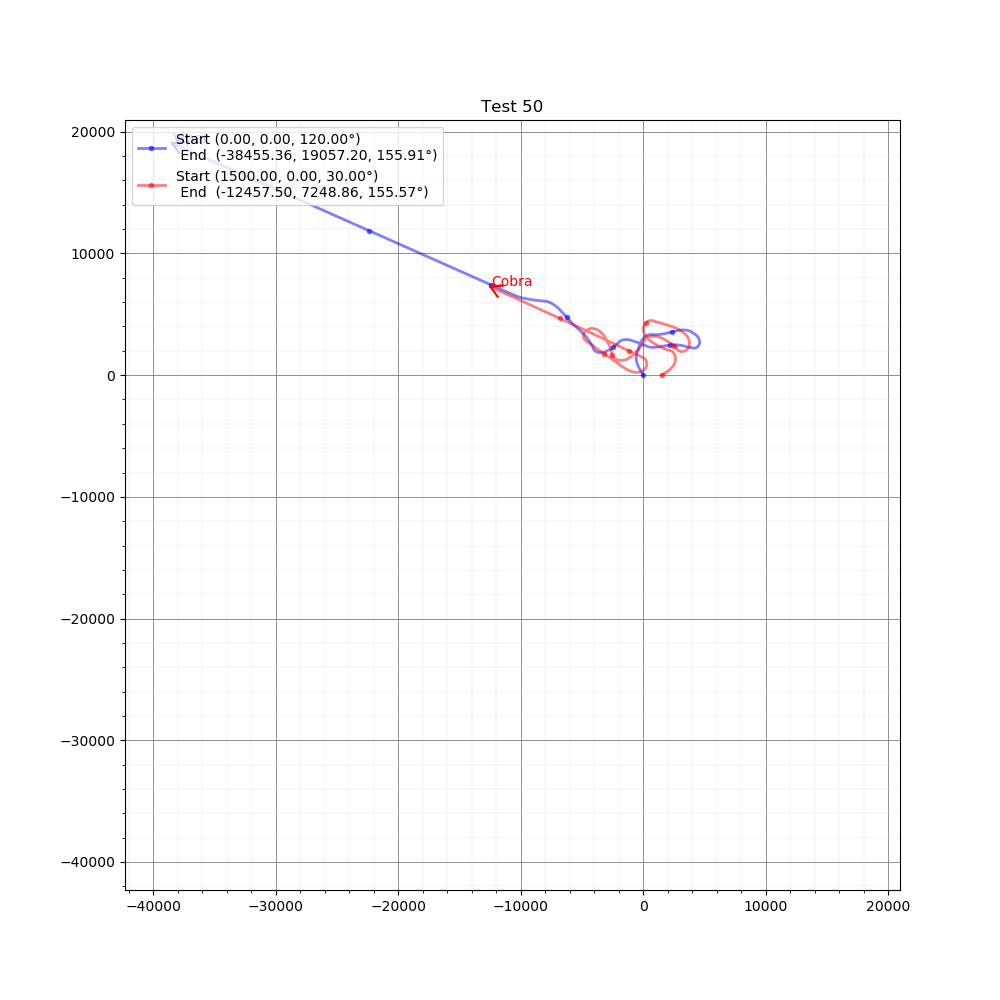 Test 50
Start (0.00, 0.00, 120.00°)
End (-38455.36, 19057.20, 155.91°)
Start (1500.00, 0.00, 30.00°)
End (-12457.50, 7248.86, 155.57°)
Cobra
20000
10000
0
−10000
−20000
−30000
−40000
−40000 −30000 −20000 −10000 0 10000 20000